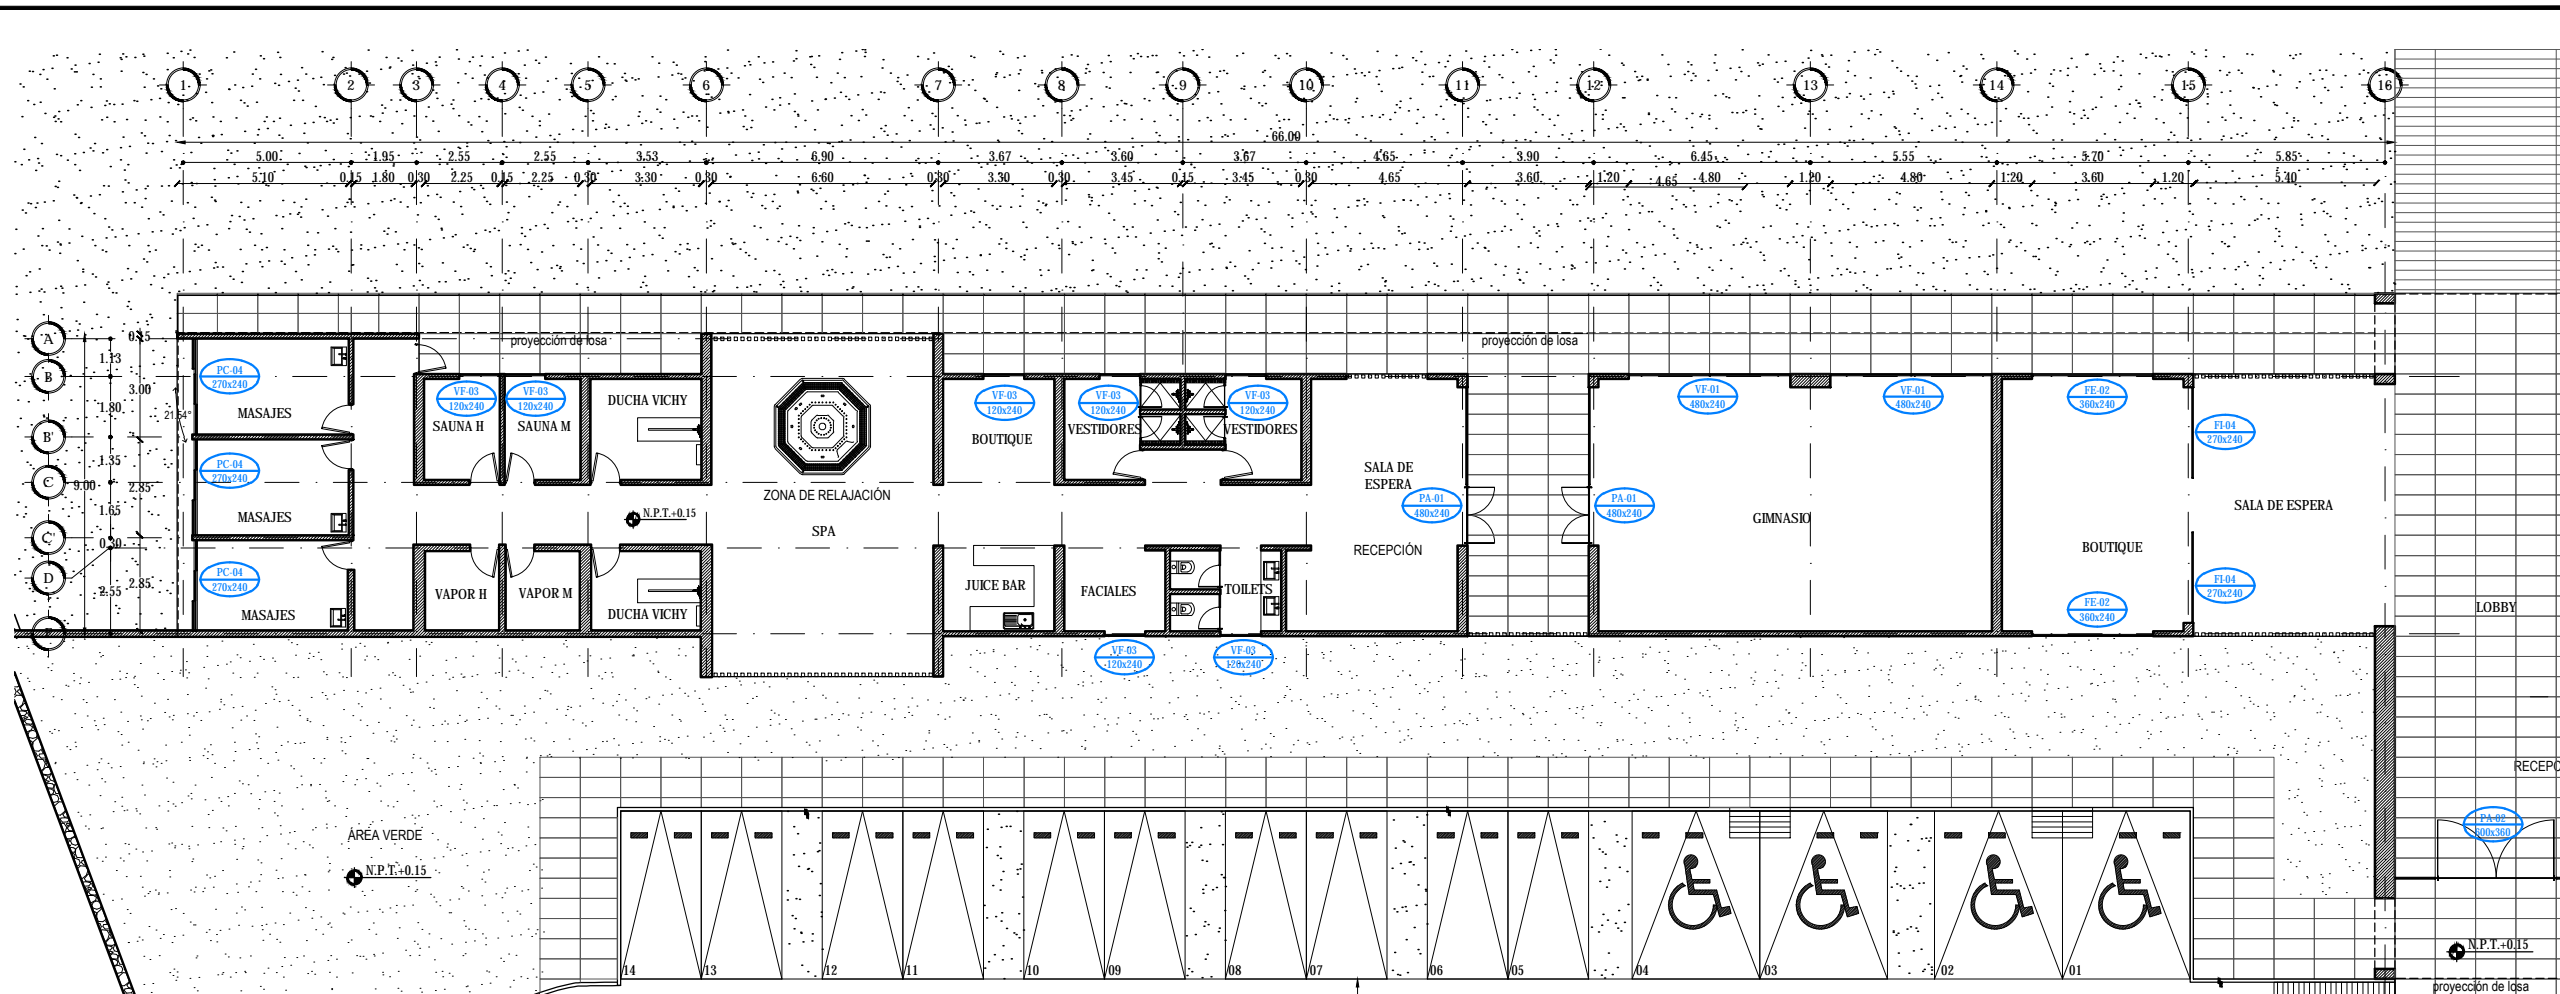 1 2 3 4 5 6 7 8 9 10 11 12 13 14 15 16
66.00
5.00 1.95 2.55 2.55 3.53 6.90 3.67 3.60 3.67 4.65 3.90 6.45 5.55 5.70 5.85
5.10 0.15 1.80 0.30 2.25 0.15 2.25 0.30 3.30 0.30 6.60 0.30 3.30 0.30 3.45 0.15 3.45 0.30 4.65 3.60 1.20 4.65 4.80 1.20 4.80 1.20 3.60 1.20 5.40
A
B
B'
C
C'
D
F
0.15
1.13
3.00
1.80
21.64°
1.35
9.00
2.85
1.65
0.30
2.55
2.85
proyección de losa
proyección de losa
PC-04
270x240
MASAJES
PC-04
270x240
MASAJES
PC-04
270x240
MASAJES
VF-03
120x240
SAUNA H
VF-03
120x240
SAUNA M
DUCHA VICHY
N.P.T.+0.15
VAPOR H
VAPOR M
DUCHA VICHY
ZONA DE RELAJACIÓN
SPA
VF-03
120x240
BOUTIQUE
JUICE BAR
VF-03
120x240
VESTIDORES
VF-03
120x240
VESTIDORES
FACIALES
TOILETS
VF-03
120x240
VF-03
120x240
SALA DE
ESPERA
PA-01
480x240
RECEPCIÓN
PA-01
480x240
VF-01
480x240
VF-01
480x240
GIMNASIO
FE-02
360x240
BOUTIQUE
FE-02
360x240
FI-04
270x240
SALA DE ESPERA
FI-04
270x240
LOBBY
RECEPC
PA-02
600x360
N.P.T.+0.15
proyección de losa
ÁREA VERDE
N.P.T.+0.15
14 13 12 11 10 09 08 07 06 05 04 03 02 01